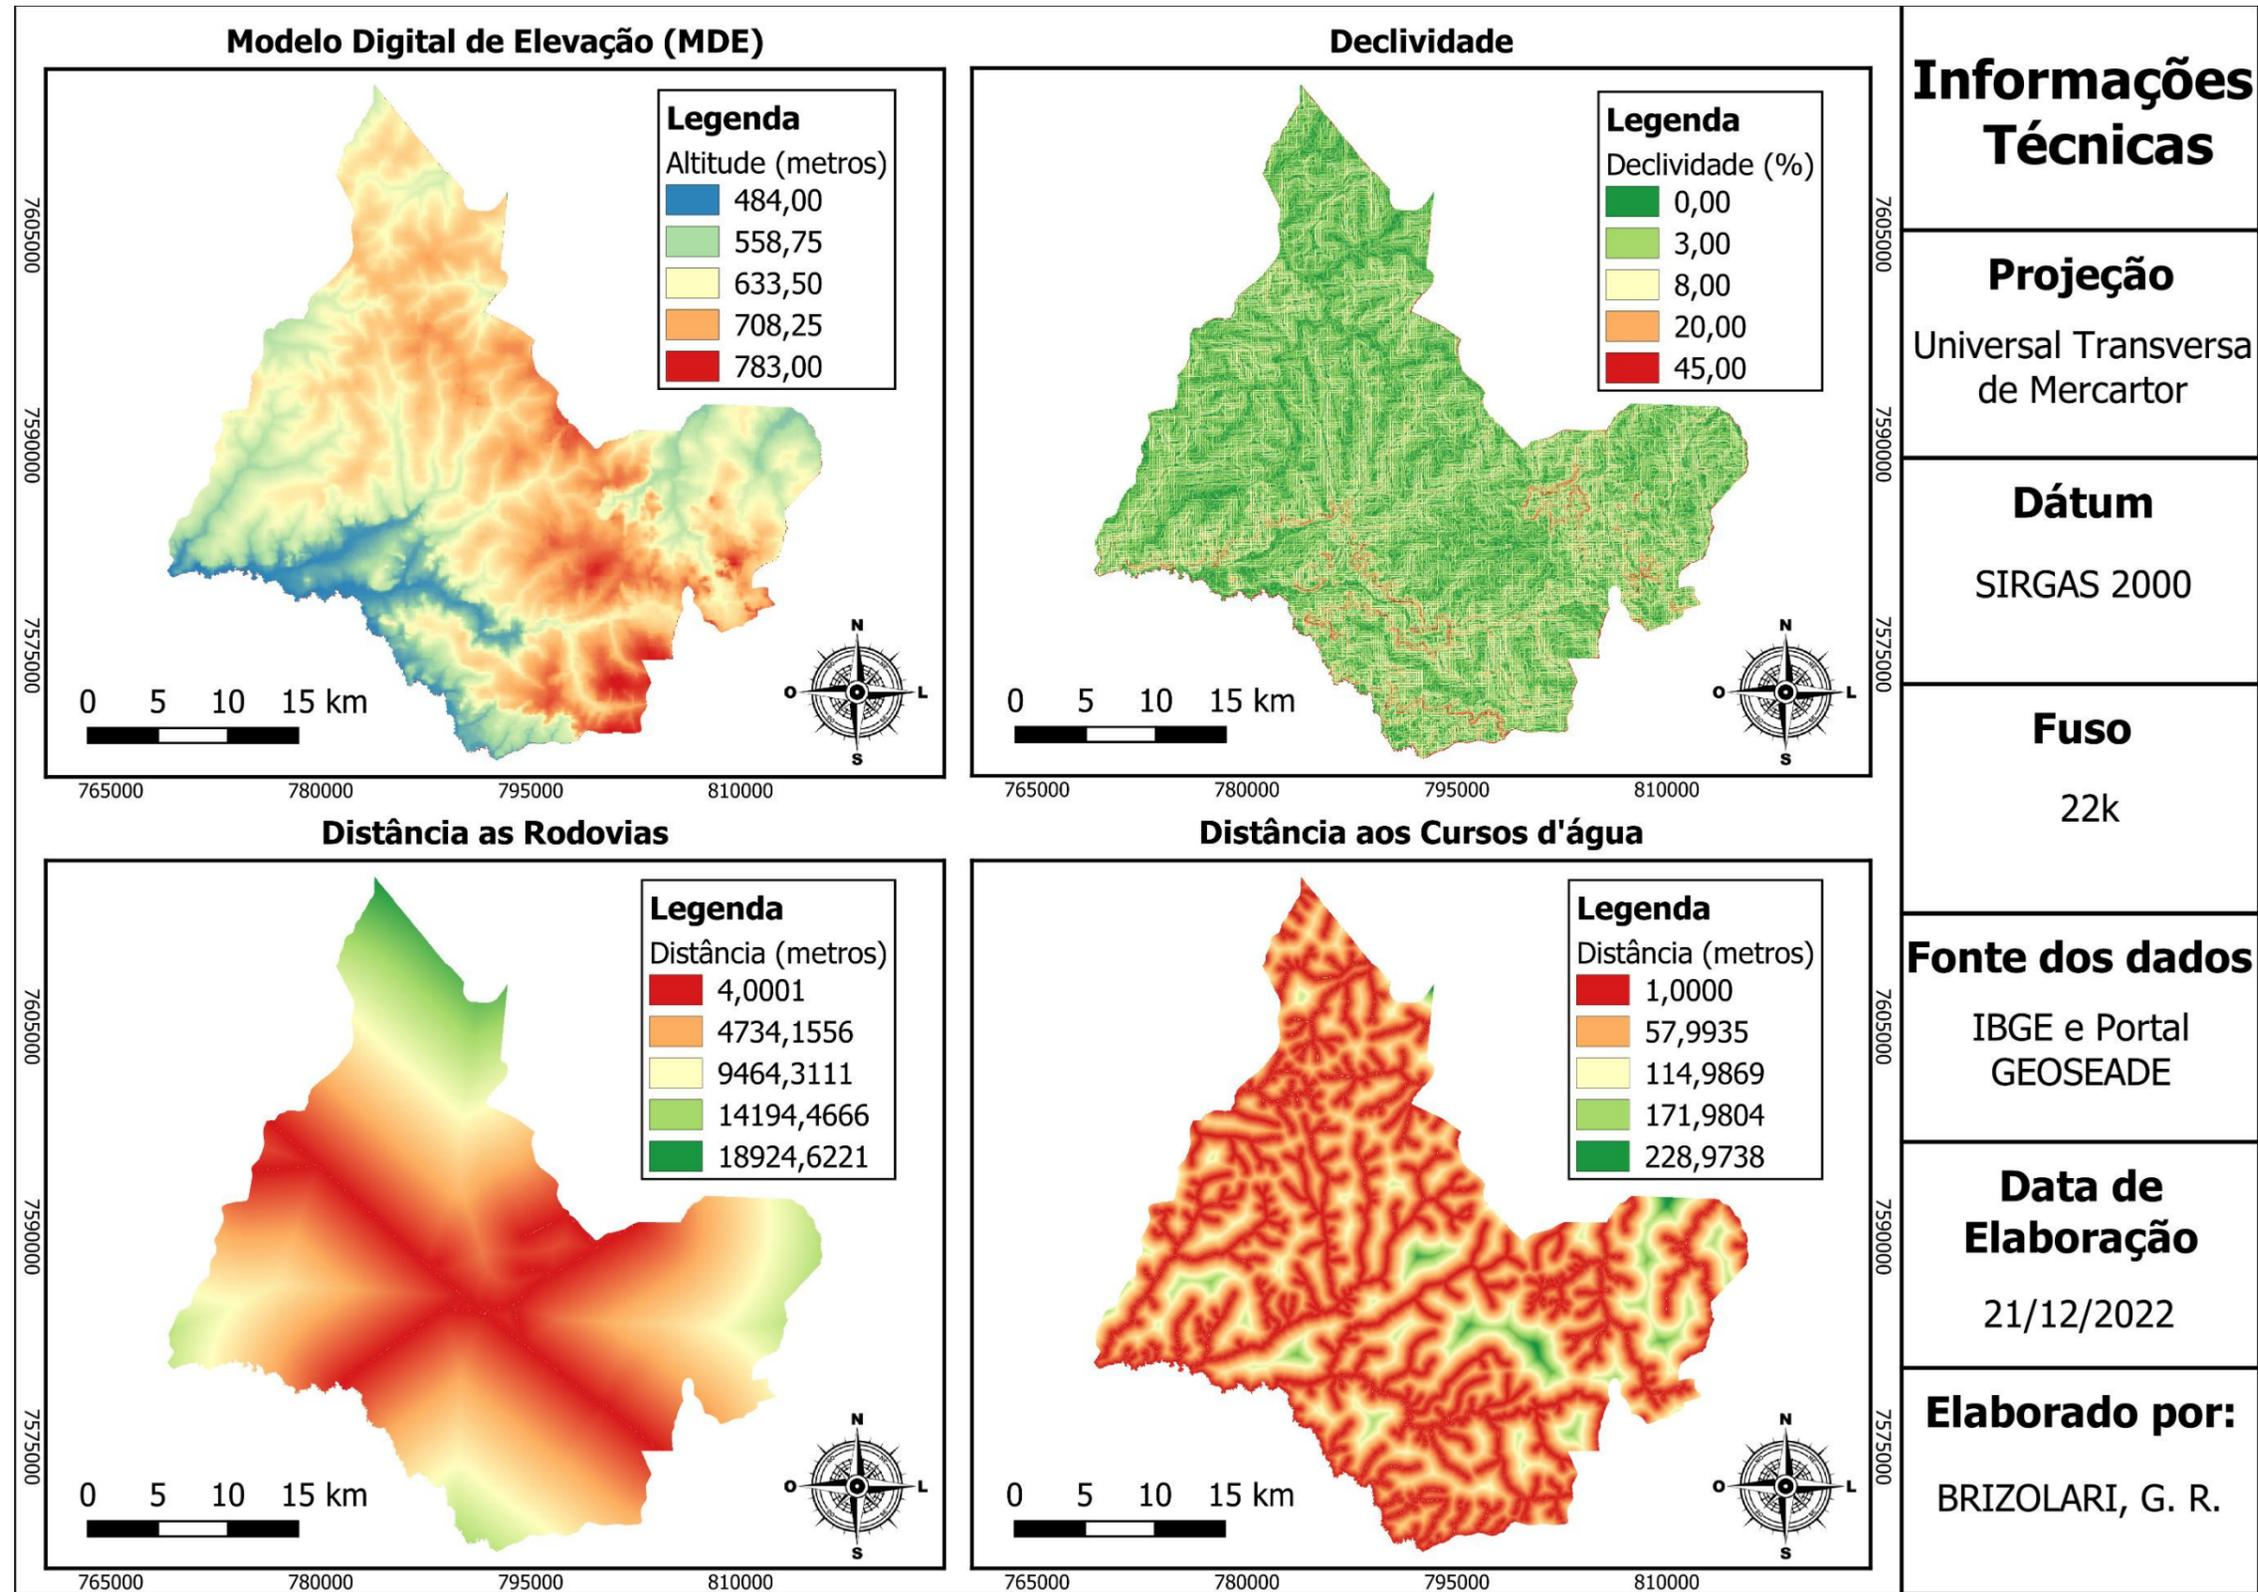 Modelo Digital de Elevação (MDE)
Legenda
Altitude (metros)
484,00
558,75
633,50
708,25
783,00
7605000
7590000
7575000
0 5 10 15 km
N
O L
S
765000 780000 795000 810000
Declividade
Legenda
Declividade (%)
0,00
3,00
8,00
20,00
45,00
7605000
7590000
7575000
0 5 10 15 km
N
O L
S
765000 780000 795000 810000
Distância as Rodovias
Legenda
Distância (metros)
4,0001
4734,1556
9464,3111
14194,4666
18924,6221
7605000
7590000
7575000
0 5 10 15 km
N
O L
S
765000 780000 795000 810000
Distância aos Cursos d'água
Legenda
Distância (metros)
1,0000
57,9935
114,9869
171,9804
228,9738
7605000
7590000
7575000
0 5 10 15 km
N
O L
S
765000 780000 795000 810000
Informações
Técnicas
Projeção
Universal Transversa
de Mercartor
Dátum
SIRGAS 2000
Fuso
22k
Fonte dos dados
IBGE e Portal
GEOSEADE
Data de
Elaboração
21/12/2022
Elaborado por:
BRIZOLARI, G. R.